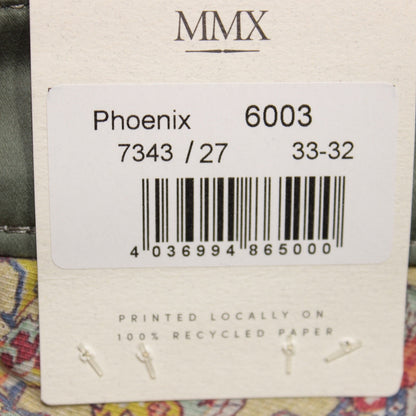 MMX
Phoenix 6003
7343 / 27 33-32
4 036994 865000
PRINTED LOCALLY ON
100% RECYCLED PAPER